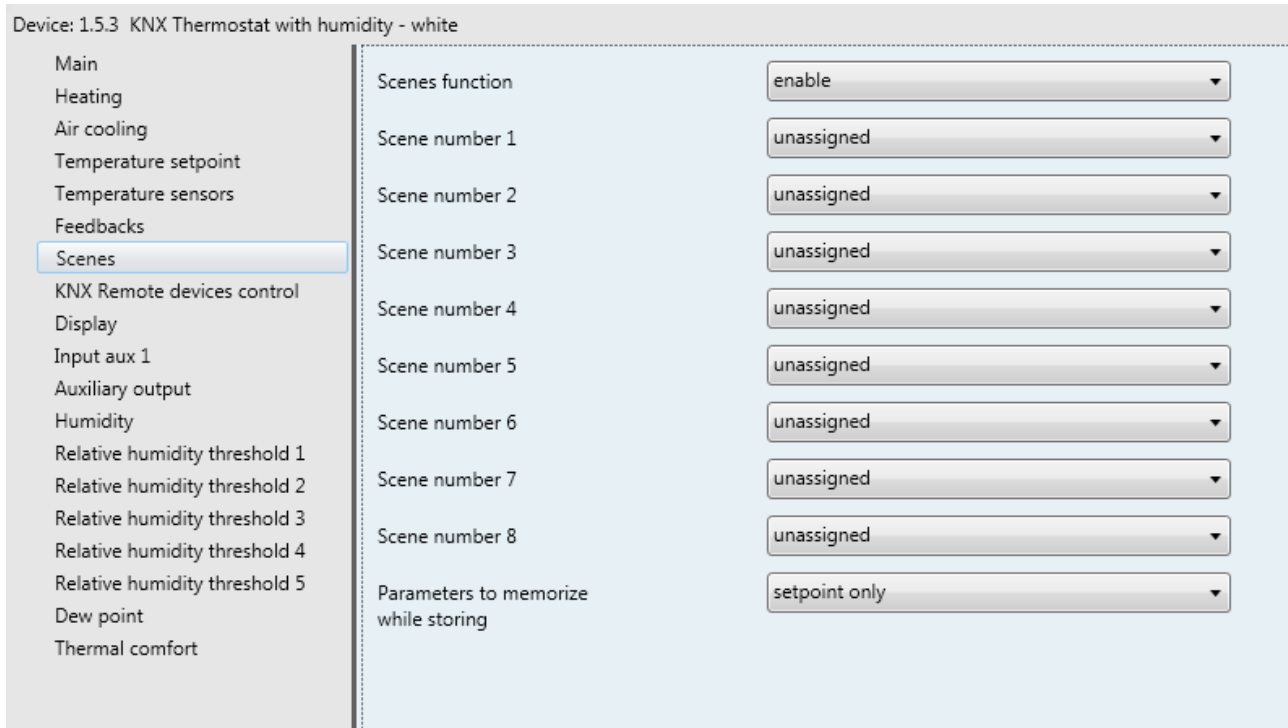 Device: 1.5.3 KNX Thermostat with humidity - white
Main
Heating
Air cooling
Temperature setpoint
Temperature sensors
Feedbacks
Scenes
KNX Remote devices control
Display
Input aux 1
Auxiliary output
Humidity
Relative humidity threshold 1
Relative humidity threshold 2
Relative humidity threshold 3
Relative humidity threshold 4
Relative humidity threshold 5
Dew point
Thermal comfort
Scenes function enable
Scene number 1 unassigned
Scene number 2 unassigned
Scene number 3 unassigned
Scene number 4 unassigned
Scene number 5 unassigned
Scene number 6 unassigned
Scene number 7 unassigned
Scene number 8 unassigned
Parameters to memorize setpoint only
while storing